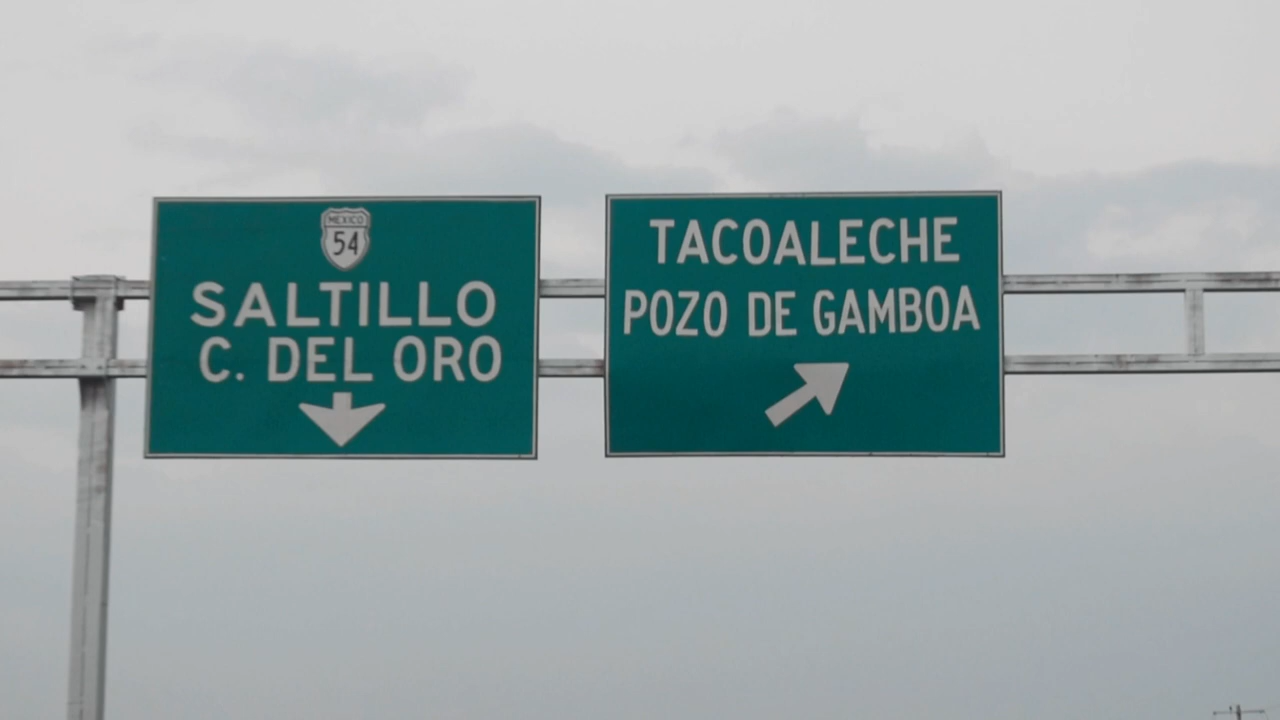 MEXICO
54
SALTILLO
C. DEL ORO
TACOALECHE
POZO DE GAMBOA